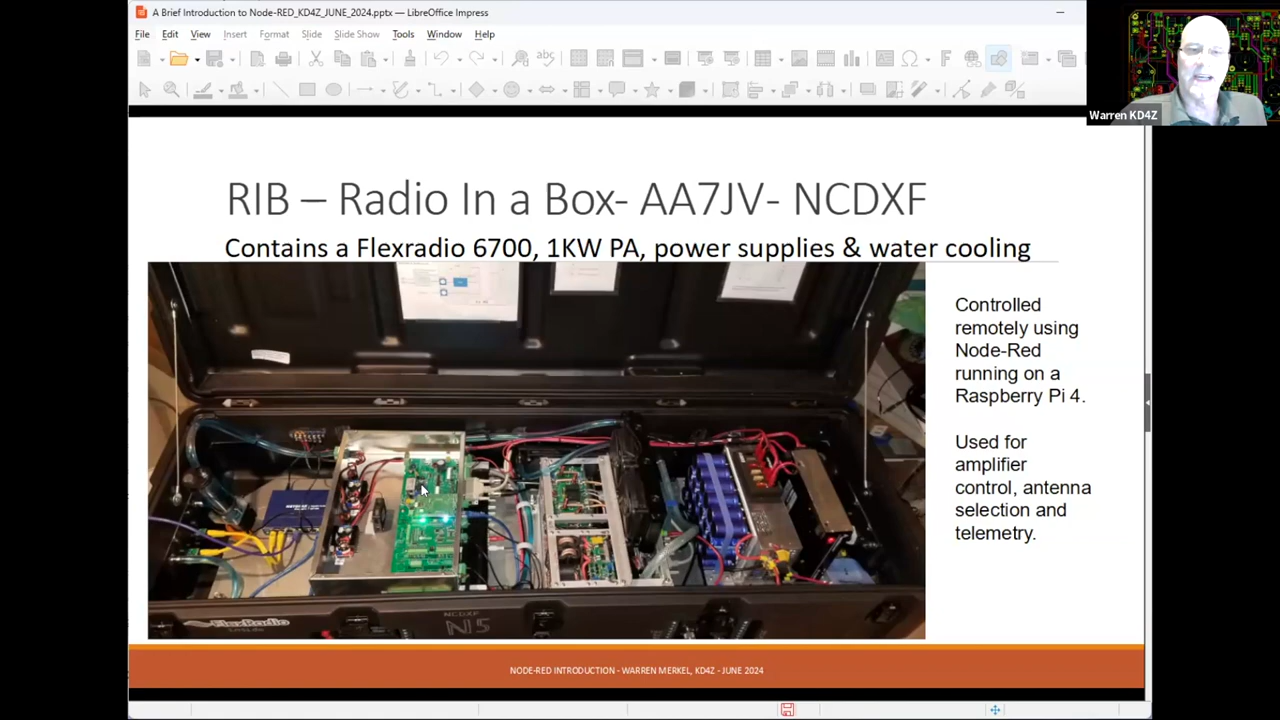 A Brief Introduction to Node-RED_KD4Z_JUNE_2024.pptx — LibreOffice Impress
File Edit View Insert Format Slide Slide Show Tools Window Help
Warren KD4Z
RIB – Radio In a Box- AA7JV- NCDXF
Contains a Flexradio 6700, 1KW PA, power supplies & water cooling
Controlled
remotely using
Node-Red
running on a
Raspberry Pi 4.
Used for
amplifier
control, antenna
selection and
telemetry.
FlexRadio
NCDXF
N5
NODE-RED INTRODUCTION - WARREN MERKEL, KD4Z - JUNE 2024